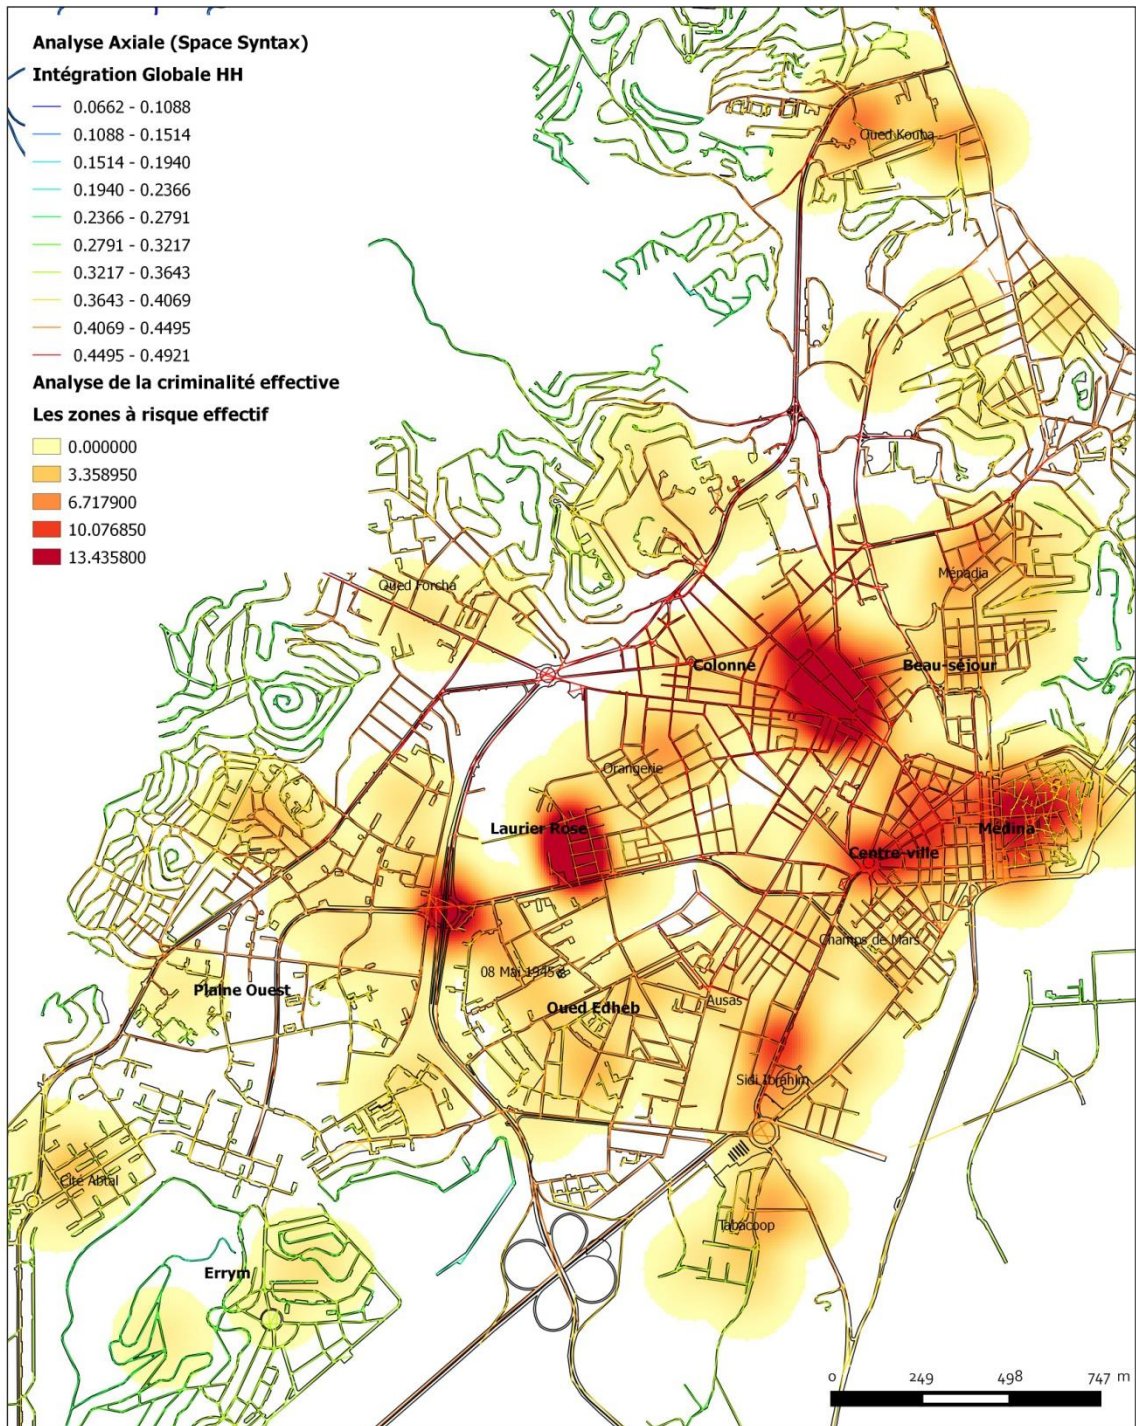 Analyse Axiale (Space Syntax)
Intégration Globale HH
0.0662 - 0.1088
0.1088 - 0.1514
0.1514 - 0.1940
0.1940 - 0.2366
0.2366 - 0.2791
0.2791 - 0.3217
0.3217 - 0.3643
0.3643 - 0.4069
0.4069 - 0.4495
0.4495 - 0.4921
Analyse de la criminalité effective
Les zones à risque effectif
0.000000
3.358950
6.717900
10.076850
13.435800
Oued Kouba
Ménadia
Oued Forcha
Colonne
Beau-séjour
Orangerie
Laurier Rose
Médina
Centre-ville
Champs de Mars
08 Mai 1945
Plaine Ouest
Ausas
Oued Edheb
Sidi Ibrahim
Cité Abtal
Tabacoop
Errym
0 249 498 747 m